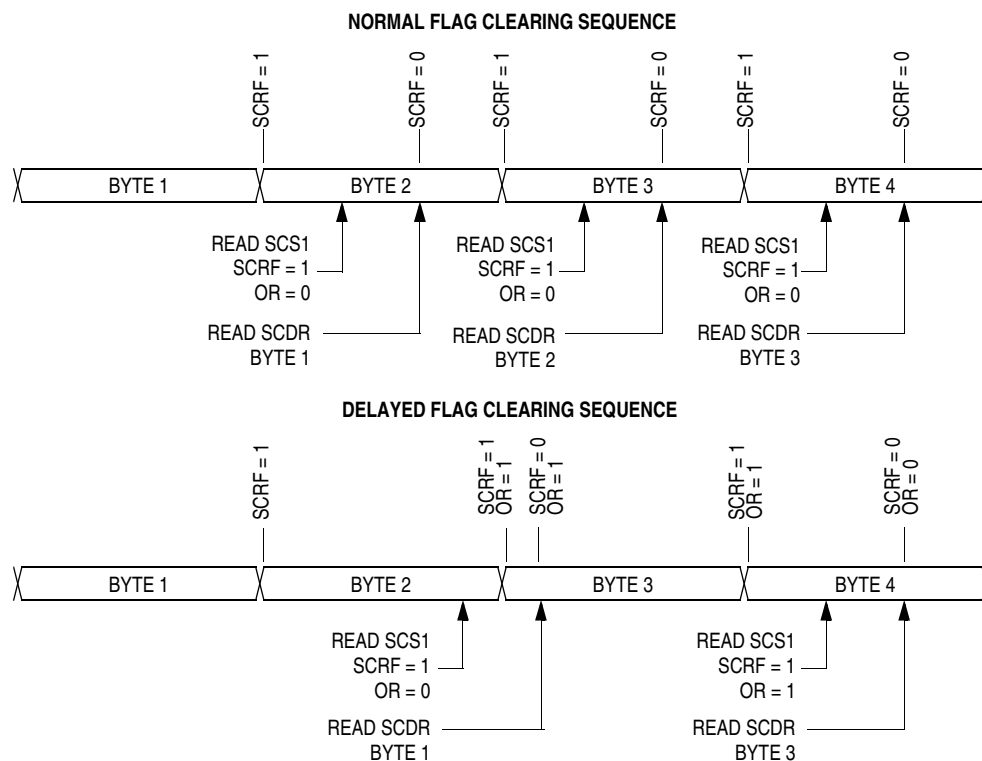 NORMAL FLAG CLEARING SEQUENCE
SCRF = 1
SCRF = 0
SCRF = 1
SCRF = 0
SCRF = 1
SCRF = 0
BYTE 1
BYTE 2
BYTE 3
BYTE 4
READ SCS1
SCRF = 1
OR = 0
READ SCDR
BYTE 1
READ SCS1
SCRF = 1
OR = 0
READ SCDR
BYTE 2
READ SCS1
SCRF = 1
OR = 0
READ SCDR
BYTE 3
DELAYED FLAG CLEARING SEQUENCE
SCRF = 1
SCRF = 1
OR = 1
SCRF = 0
OR = 1
SCRF = 1
OR = 1
SCRF = 0
OR = 0
BYTE 1
BYTE 2
BYTE 3
BYTE 4
READ SCS1
SCRF = 1
OR = 0
READ SCDR
BYTE 1
READ SCS1
SCRF = 1
OR = 1
READ SCDR
BYTE 3